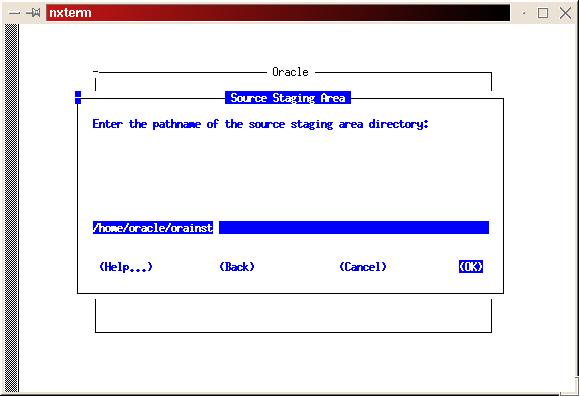 nxterm
Oracle
Source Staging Area
Enter the pathname of the source staging area directory:
/home/oracle/orainst
(Help...) (Back) (Cancel) (OK)